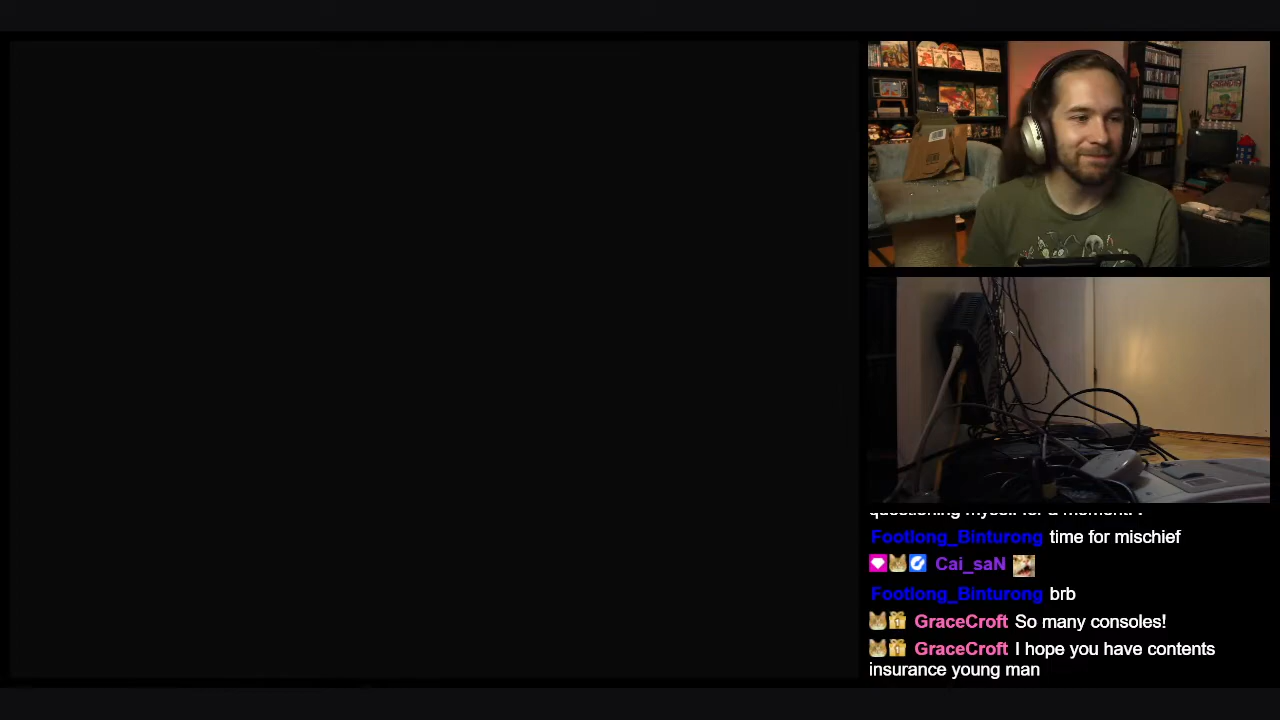 Footlong_Binturong time for mischief
Cai_saN
Footlong_Binturong brb
GraceCroft So many consoles!
GraceCroft I hope you have contents
insurance young man